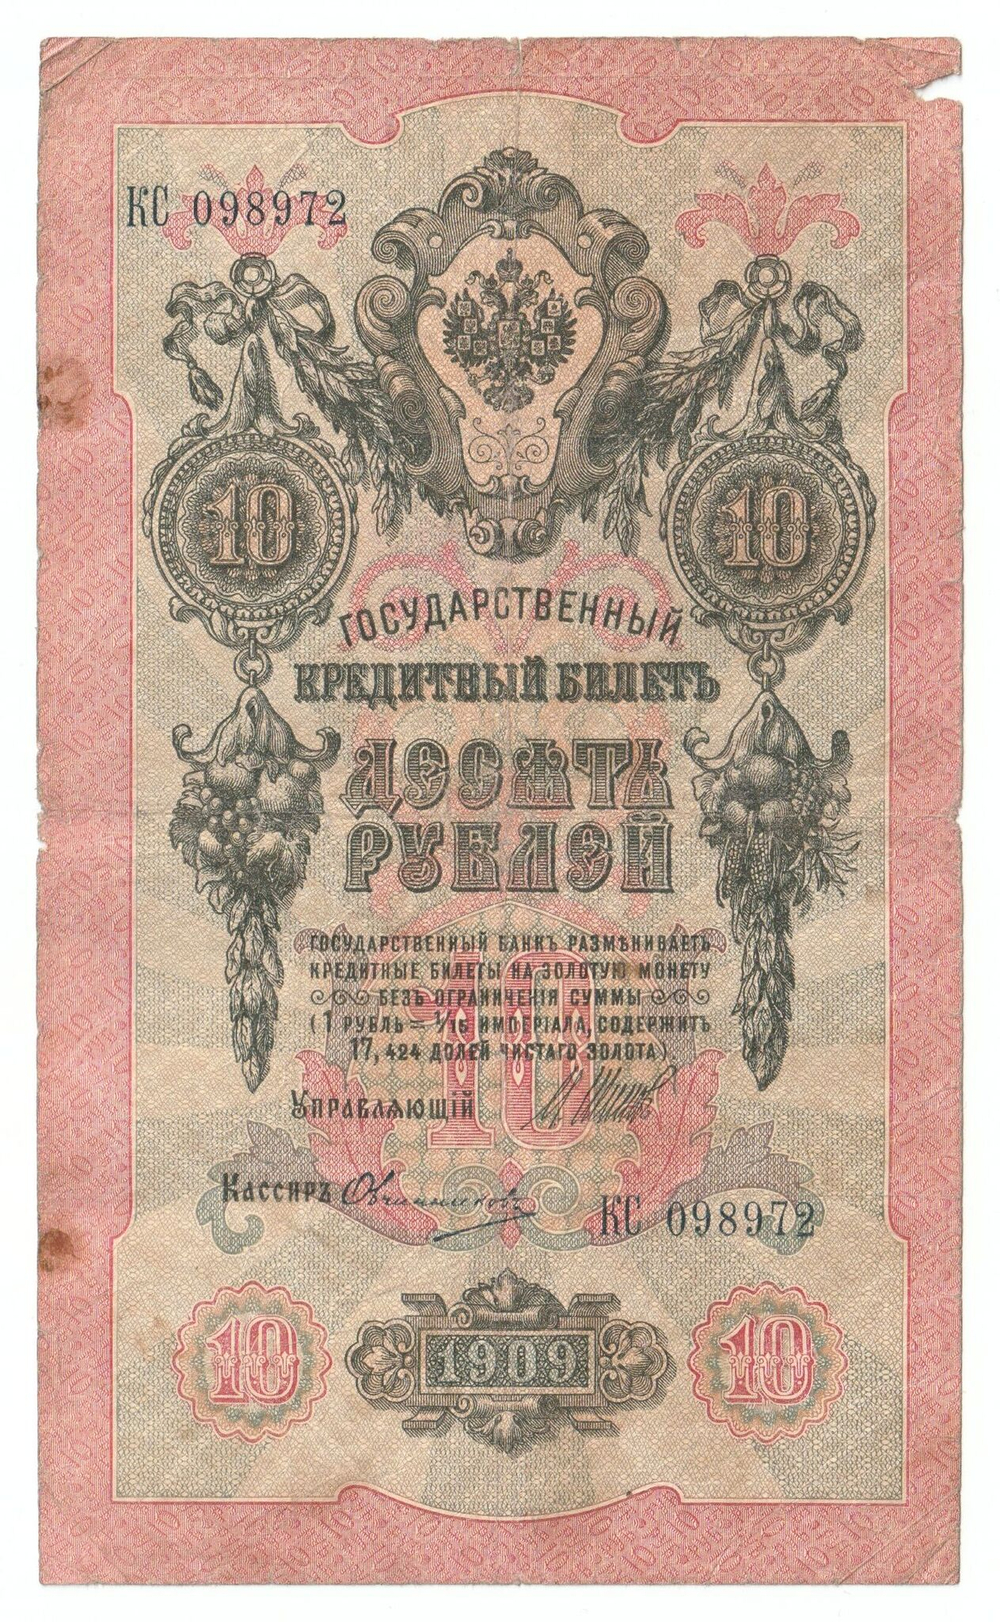 КС 098972
10 10
ГОСУДАРСТВЕННЫЙ
КРЕДИТНЫЙ БИЛЕТЪ
ДЕСЯТЬ
РУБЛЕЙ
ГОСУДАРСТВЕННЫЙ БАНКЪ РАЗМѢНИВАЕТЪ
КРЕДИТНЫЕ БИЛЕТЫ НА ЗОЛОТУЮ МОНЕТУ
БЕЗЪ ОГРАНИЧЕНІЯ СУММЫ
(1 РУБЛЬ = 1/15 ИМПЕРІАЛА, СОДЕРЖИТЪ
17,424 ДОЛЕЙ ЧИСТАГО ЗОЛОТА).
10
УПРАВЛЯЮЩІЙ
КАССИРЪ Овчинниковъ
КС 098972
10 1909 10